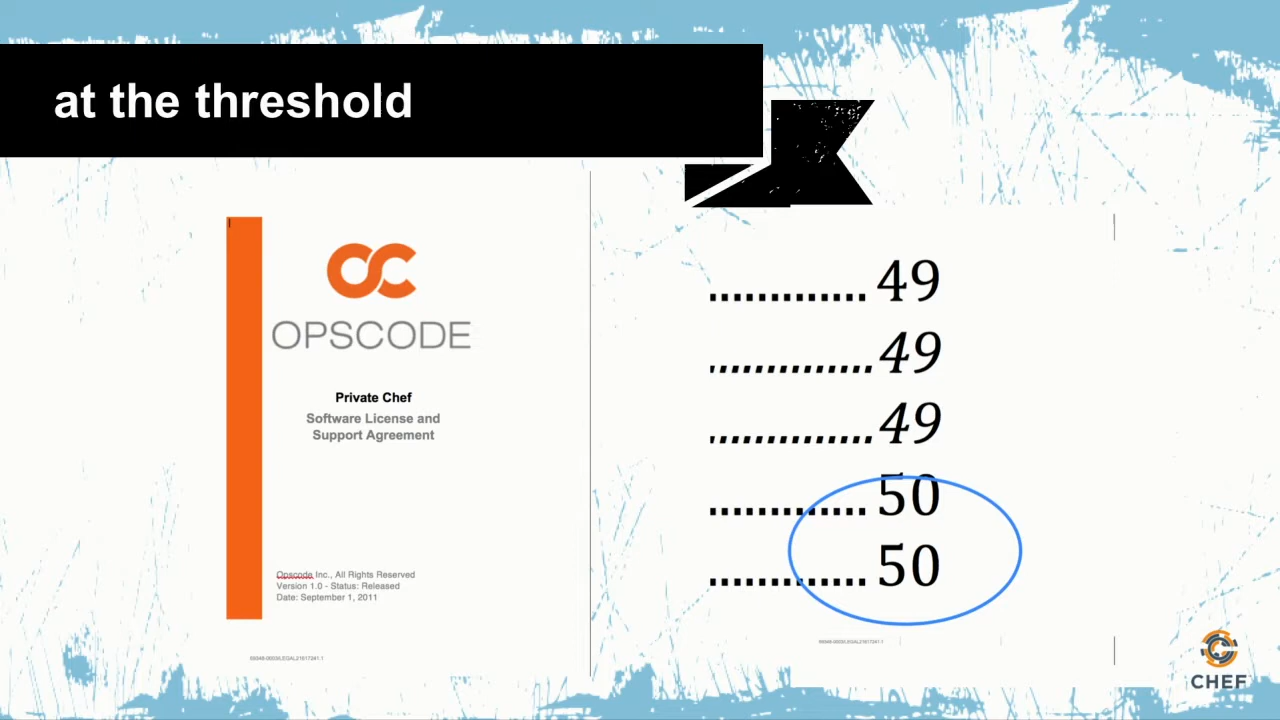 at the threshold
OPSCODE
Private Chef
Software License and
Support Agreement
Opscode Inc., All Rights Reserved
Version 1.0 - Status: Released
Date: September 1, 2011
.............49
.............49
.............49
.............50
.............50
CHEF